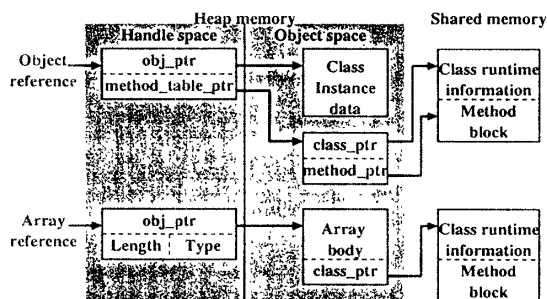 Heap memory Shared memory
Handle space Object space
Object
reference
obj_ptr
method_table_ptr
Class
Instance
data
Class runtime
information
Method
block
class_ptr
method_ptr
Array
reference
obj_ptr
Length Type
Array
body
class_ptr
Class runtime
information
Method
block